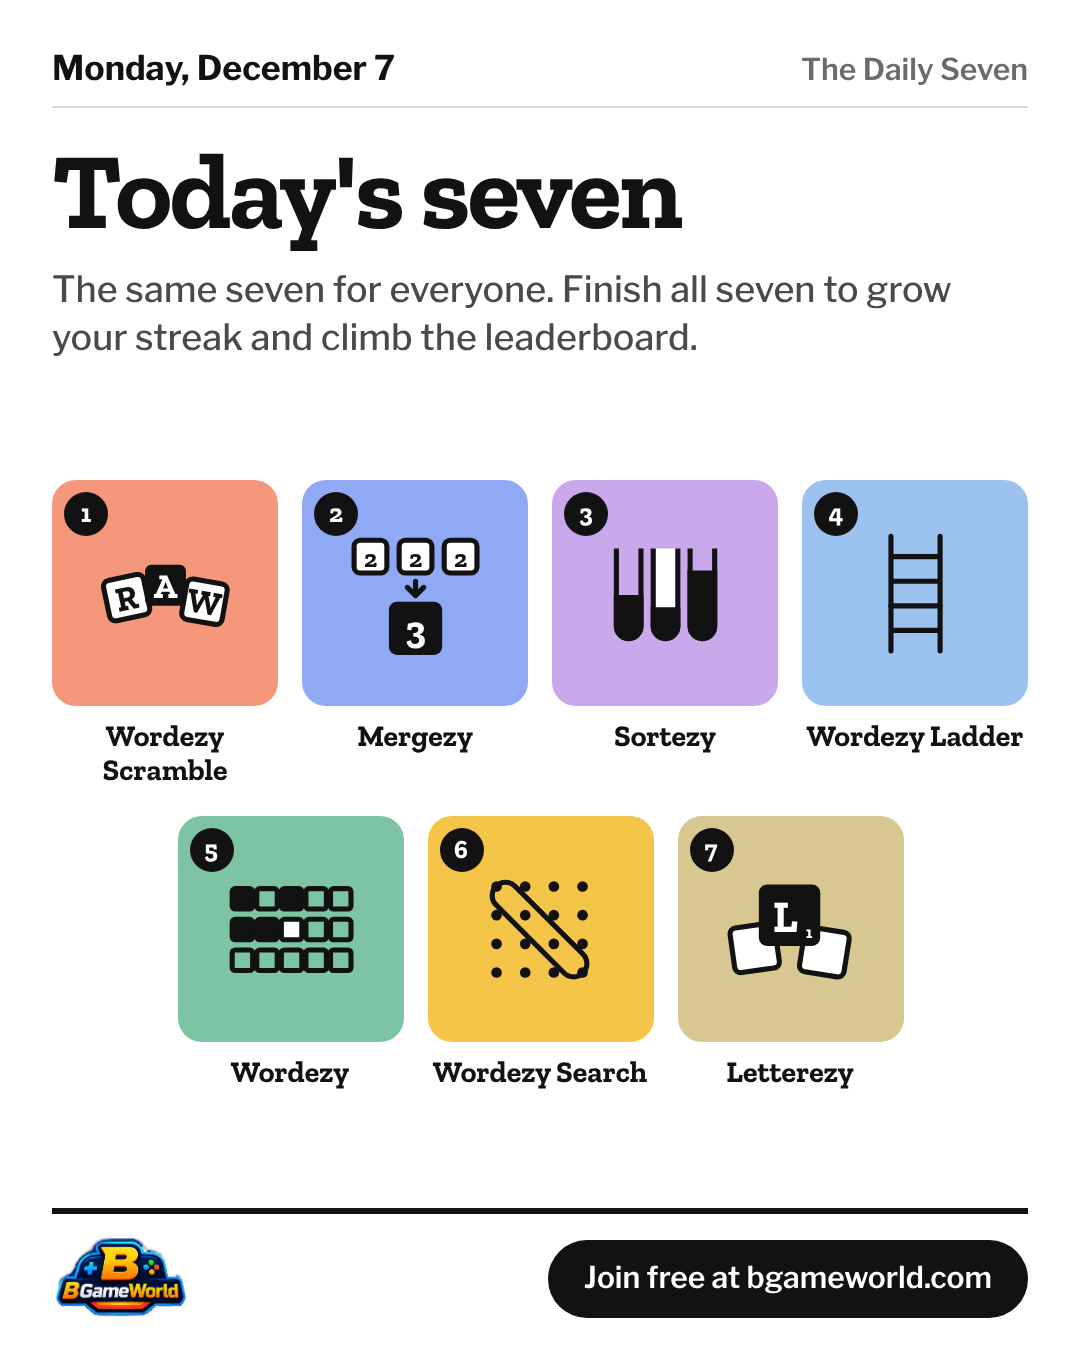 Monday, December 7
The Daily Seven
Today's seven
The same seven for everyone. Finish all seven to grow
your streak and climb the leaderboard.
1
R A W
Wordezy
Scramble
2
2 2 2
3
Mergezy
3
Sortezy
4
Wordezy Ladder
5
Wordezy
6
Wordezy Search
7
L 1
Letterezy
B
BGameWorld
Join free at bgameworld.com